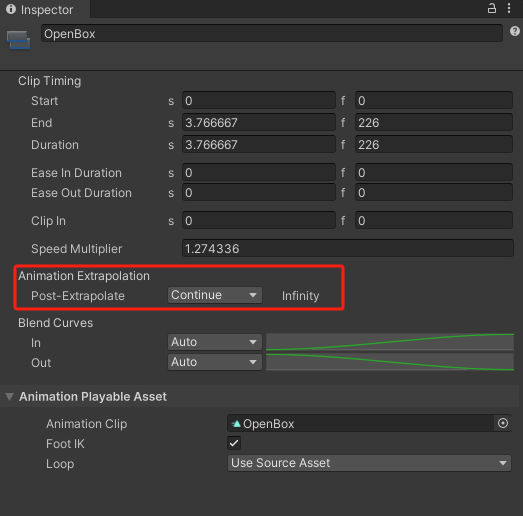 Inspector
OpenBox
Clip Timing
Start s 0 f 0
End s 3.766667 f 226
Duration s 3.766667 f 226
Ease In Duration s 0 f 0
Ease Out Duration s 0 f 0
Clip In s 0 f 0
Speed Multiplier 1.274336
Animation Extrapolation
Post-Extrapolate Continue Infinity
Blend Curves
In Auto
Out Auto
Animation Playable Asset
Animation Clip OpenBox
Foot IK
Loop Use Source Asset